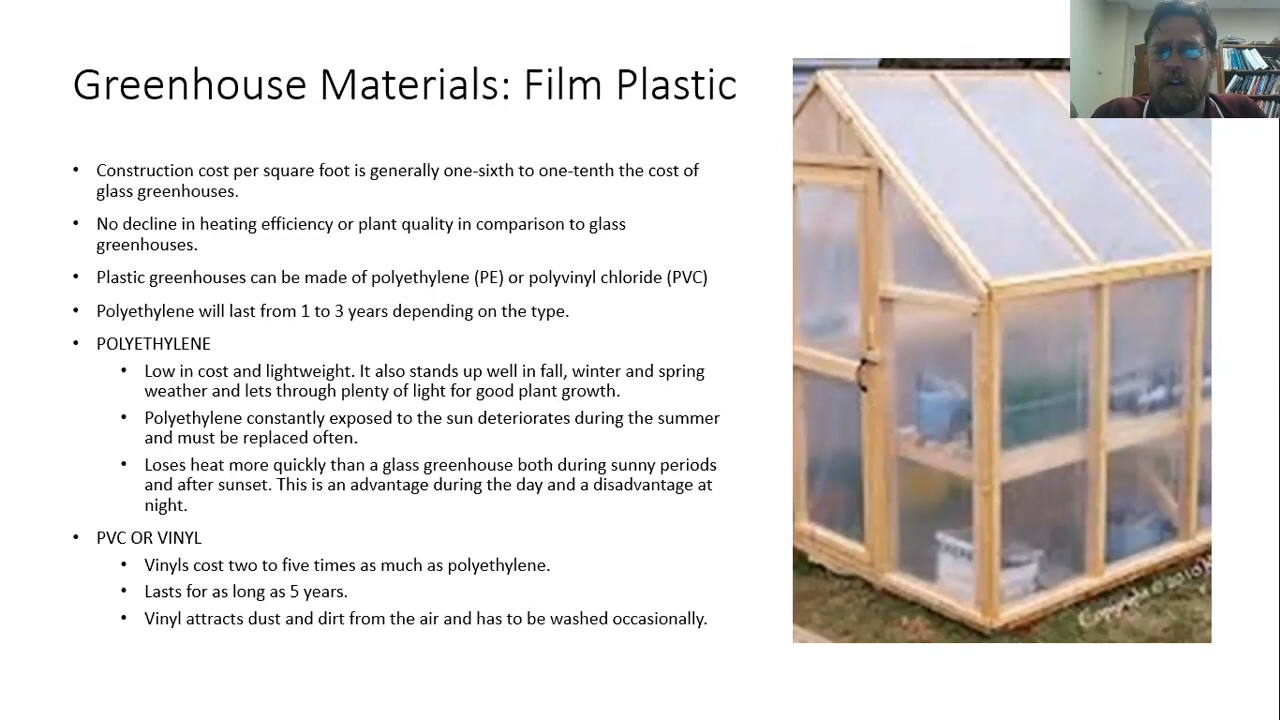 Greenhouse Materials: Film Plastic
• Construction cost per square foot is generally one-sixth to one-tenth the cost of
glass greenhouses.
• No decline in heating efficiency or plant quality in comparison to glass
greenhouses.
• Plastic greenhouses can be made of polyethylene (PE) or polyvinyl chloride (PVC)
• Polyethylene will last from 1 to 3 years depending on the type.
• POLYETHYLENE
• Low in cost and lightweight. It also stands up well in fall, winter and spring
weather and lets through plenty of light for good plant growth.
• Polyethylene constantly exposed to the sun deteriorates during the summer
and must be replaced often.
• Loses heat more quickly than a glass greenhouse both during sunny periods
and after sunset. This is an advantage during the day and a disadvantage at
night.
• PVC OR VINYL
• Vinyls cost two to five times as much as polyethylene.
• Lasts for as long as 5 years.
• Vinyl attracts dust and dirt from the air and has to be washed occasionally.
Copyright © 2010